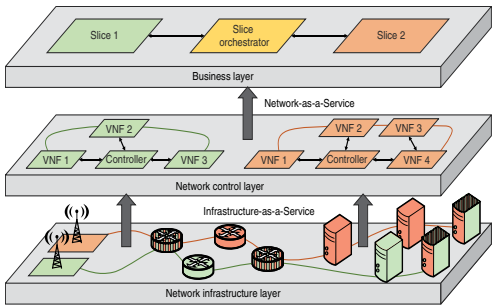 Slice 1
Slice
orchestrator
Slice 2
Business layer
Network-as-a-Service
VNF 2
VNF 1
Controller
VNF 3
VNF 2
VNF 3
VNF 1
Controller
VNF 4
Network control layer
Infrastructure-as-a-Service
Network infrastructure layer